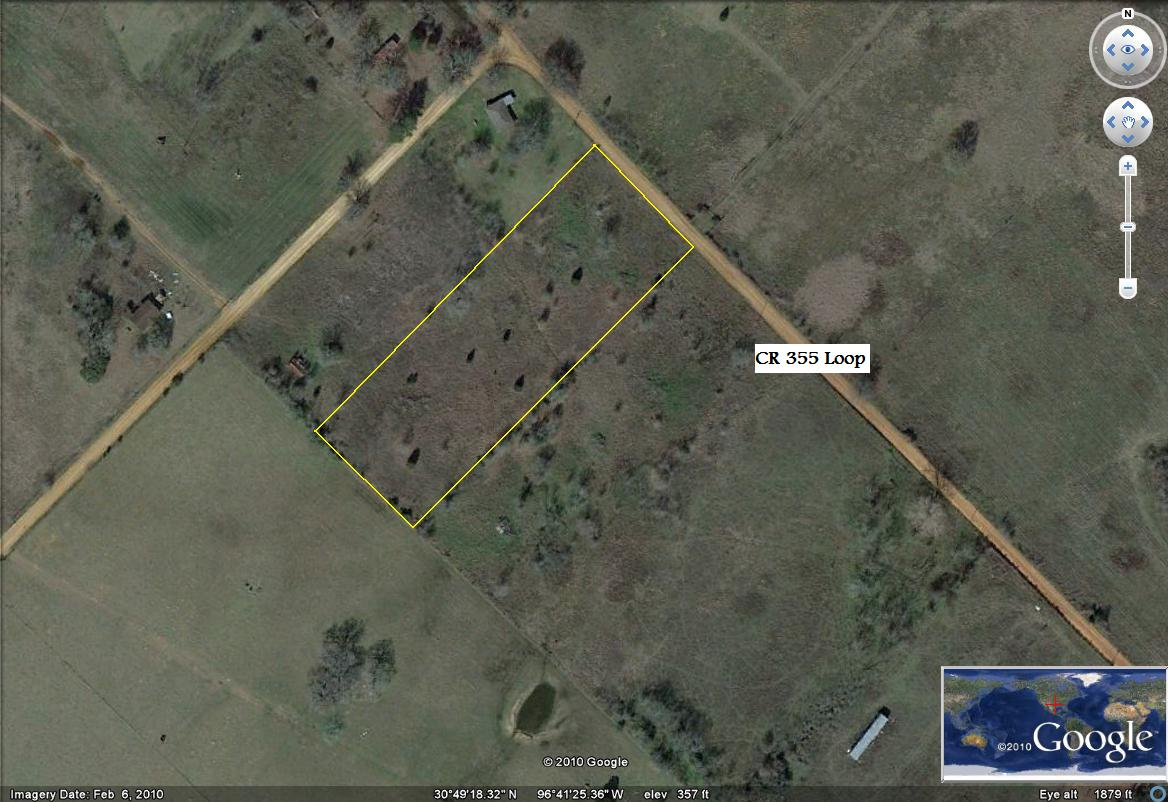 N
CR 355 Loop
©2010 Google
© 2010 Google
Imagery Date: Feb 6, 2010 30°49'18.32" N 96°41'25.36" W elev 357 ft Eye alt 1879 ft